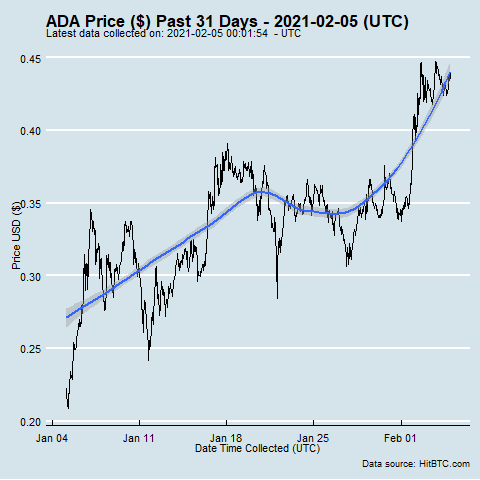 ADA Price ($) Past 31 Days - 2021-02-05 (UTC)
Latest data collected on: 2021-02-05 00:01:54 - UTC
0.45
0.40
0.35
0.30
0.25
0.20
Price USD ($)
Jan 04 Jan 11 Jan 18 Jan 25 Feb 01
Date Time Collected (UTC)
Data source: HitBTC.com